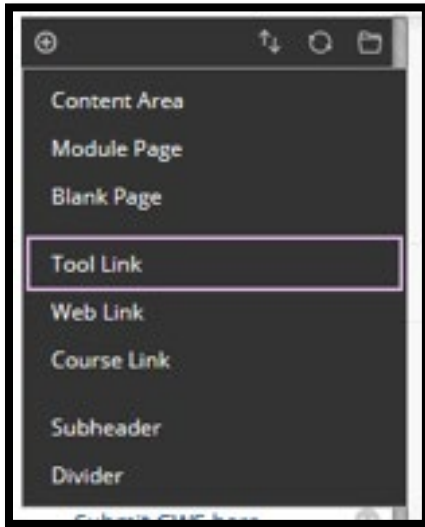 Content Area
Module Page
Blank Page
Tool Link
Web Link
Course Link
Subheader
Divider